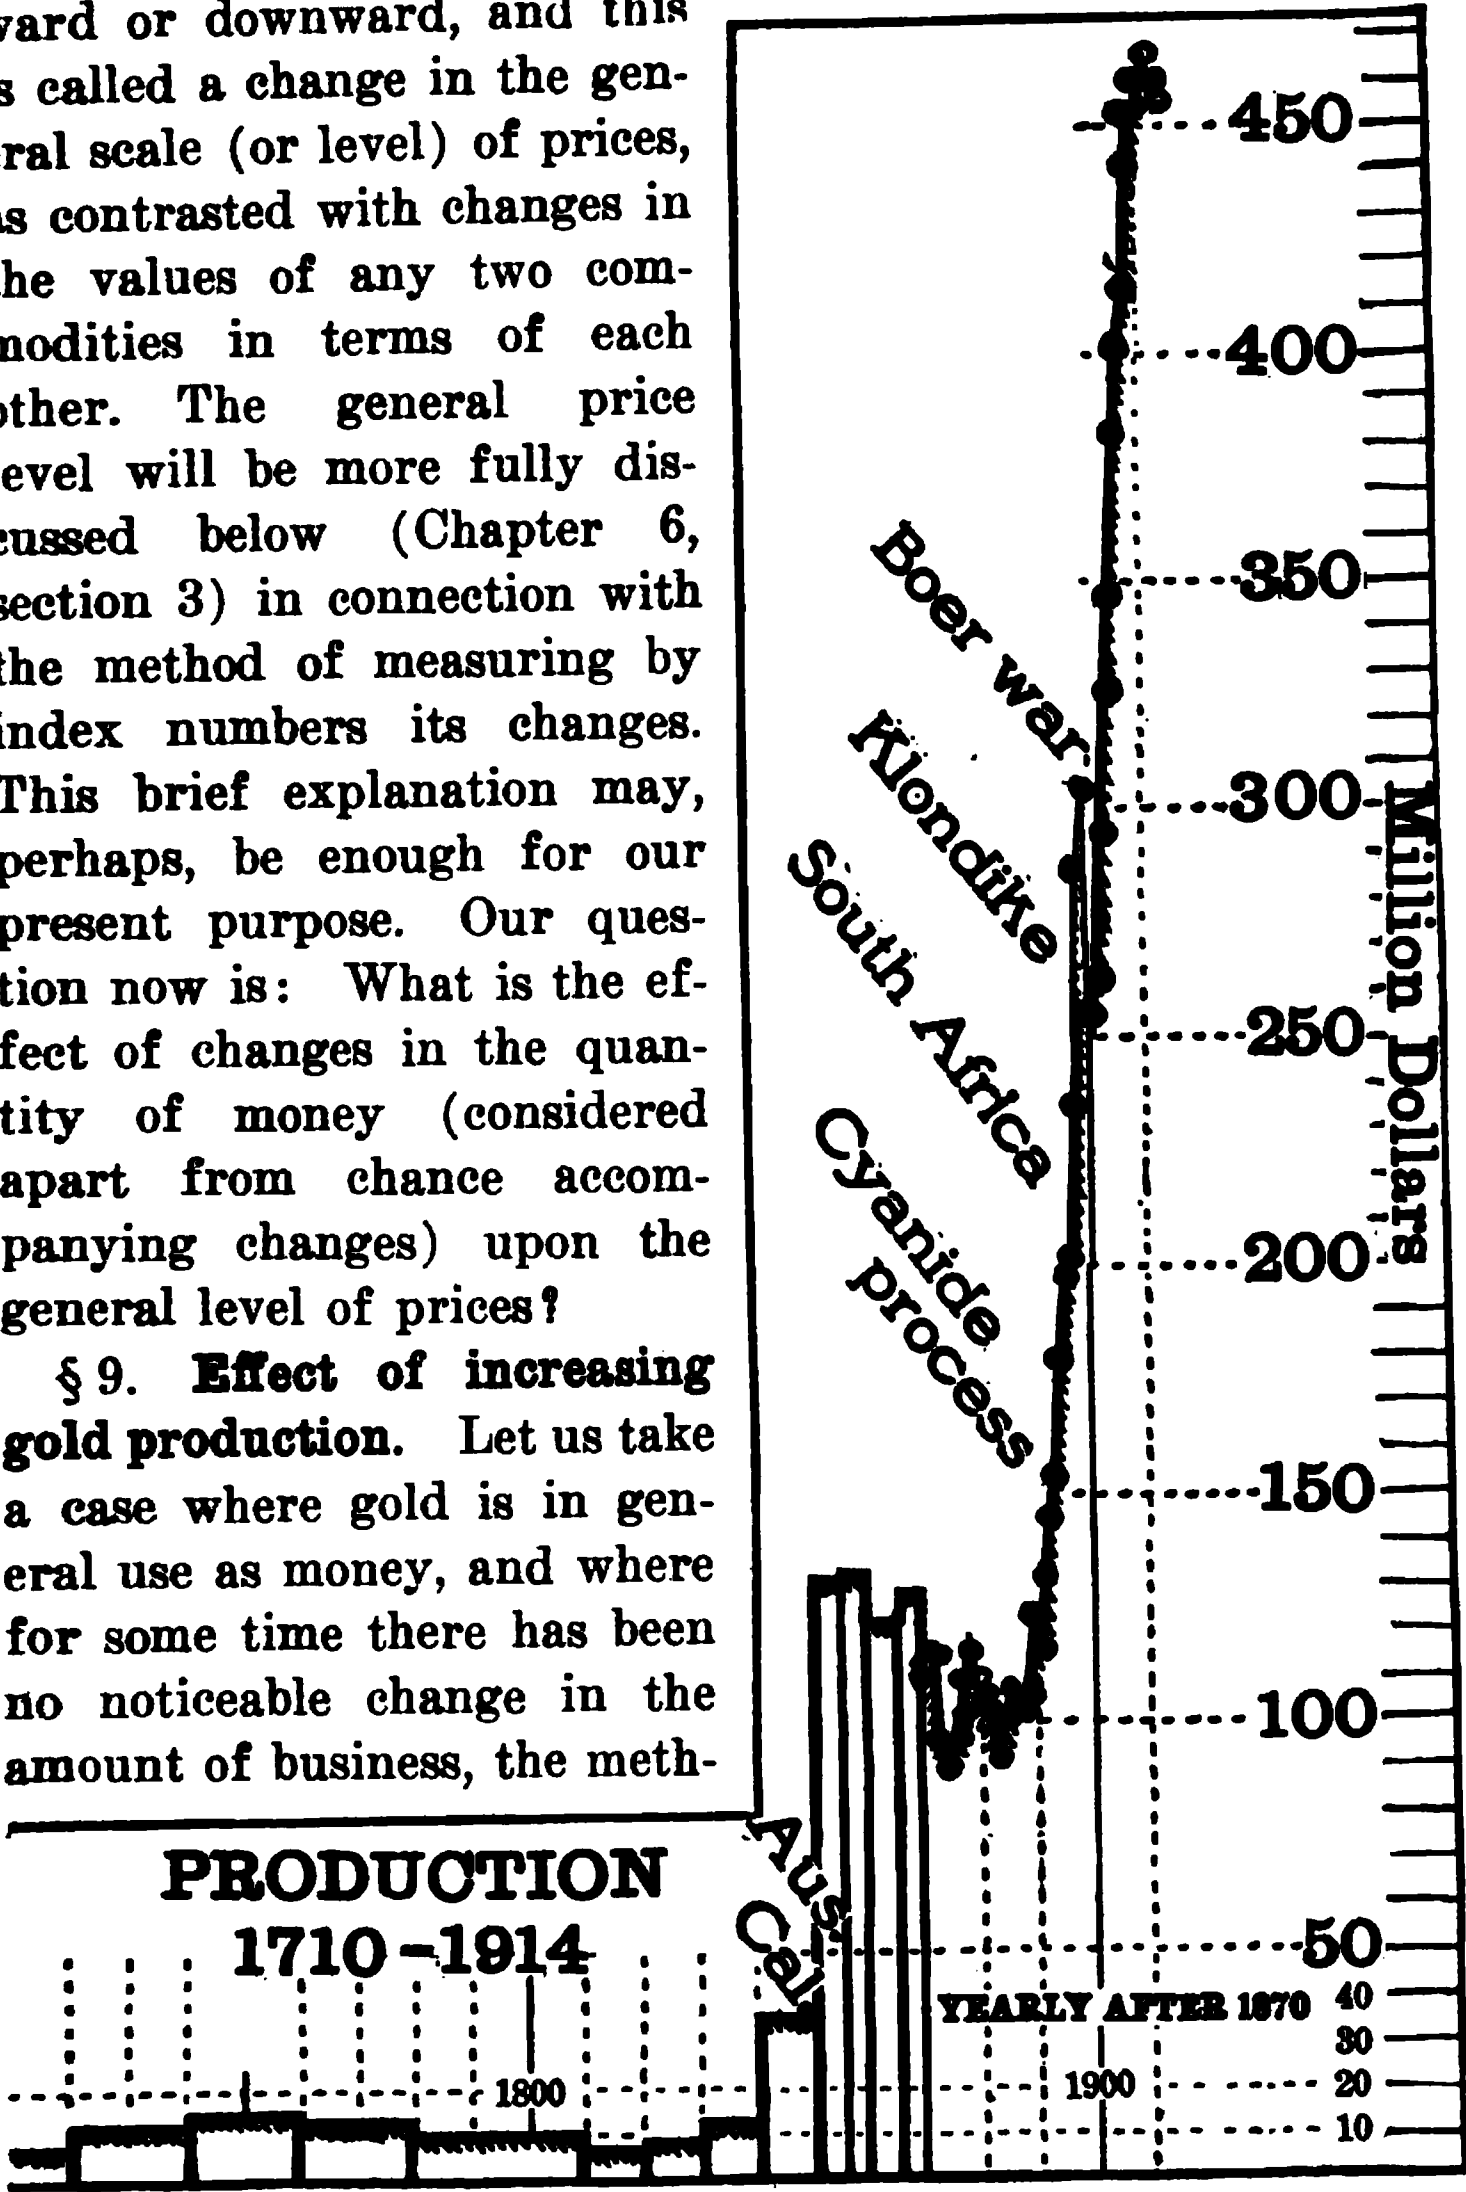 ward or downward, and this
is called a change in the gen-
eral scale (or level) of prices,
as contrasted with changes in
the values of any two com-
modities in terms of each
other. The general price
level will be more fully dis-
cussed below (Chapter 6,
section 3) in connection with
the method of measuring by
index numbers its changes.
This brief explanation may,
perhaps, be enough for our
present purpose. Our ques-
tion now is: What is the ef-
fect of changes in the quan-
tity of money (considered
apart from chance accom-
panying changes) upon the
general level of prices?
§ 9. Effect of increasing
gold production. Let us take
a case where gold is in gen-
eral use as money, and where
for some time there has been
no noticeable change in the
amount of business, the meth-
PRODUCTION
1710-1914
1800
Cal.
Aus.
Cyanide
process
South Africa
Klondike
Boer war
450
400
350
300
250
200
150
100
50
40
30
20
10
Million Dollars
YEARLY AFTER 1870
1900